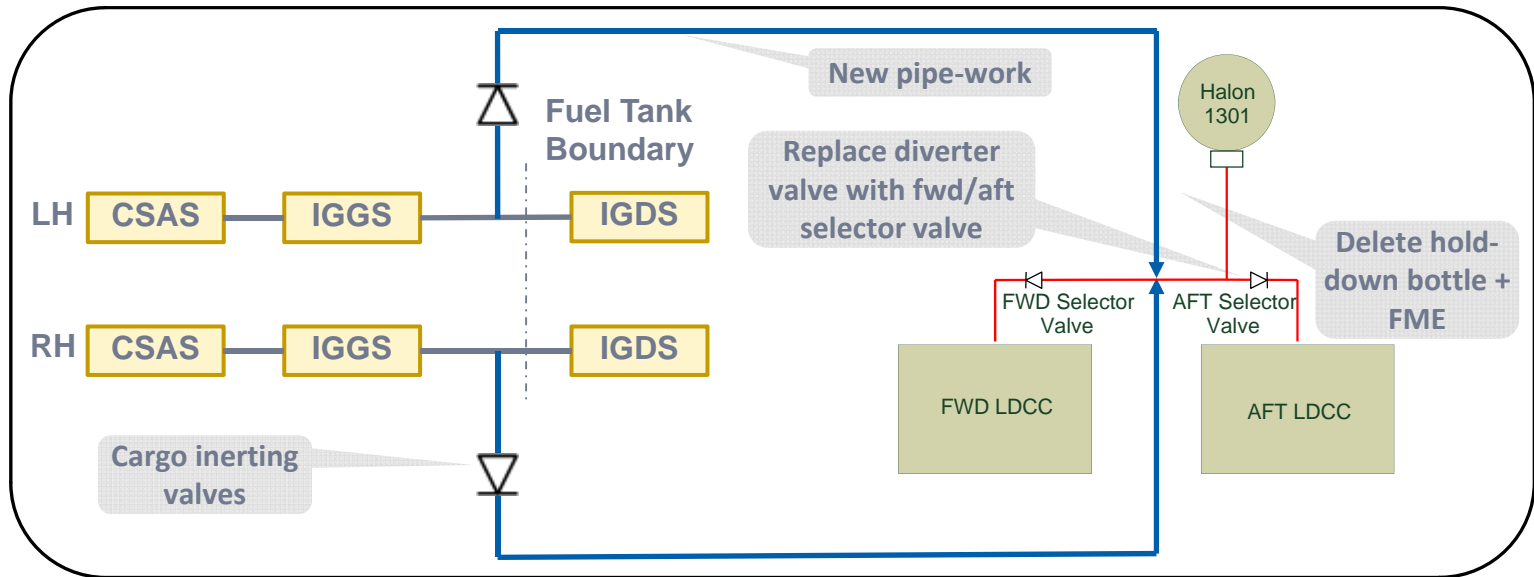 New pipe-work
Halon
1301
Fuel Tank
Boundary
Replace diverter
valve with fwd/aft
selector valve
LH
CSAS
IGGS
IGDS
Delete hold-
down bottle +
FME
FWD Selector
Valve
AFT Selector
Valve
RH
CSAS
IGGS
IGDS
FWD LDCC
AFT LDCC
Cargo inerting
valves